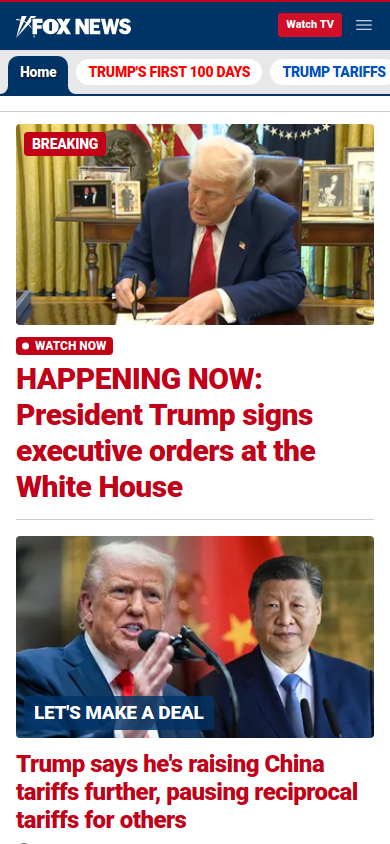 FOX NEWS
Watch TV
Home
TRUMP'S FIRST 100 DAYS
TRUMP TARIFFS
BREAKING
WATCH NOW
HAPPENING NOW:
President Trump signs
executive orders at the
White House
LET'S MAKE A DEAL
Trump says he's raising China
tariffs further, pausing reciprocal
tariffs for others